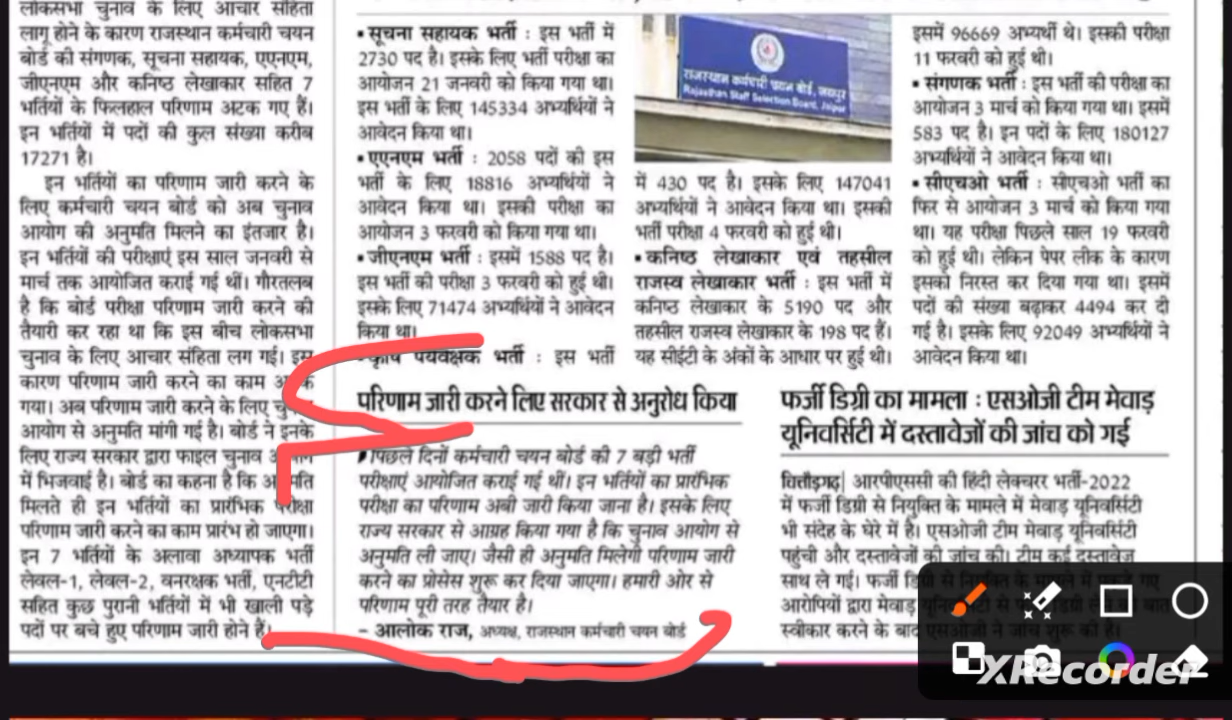 लोकसभा चुनाव के लिए आचार संहिता
लागू होने के कारण राजस्थान कर्मचारी चयन
बोर्ड की संगणक, सूचना सहायक, एएनएम,
जीएनएम और कनिष्ठ लेखाकार सहित 7
भर्तियों के फिलहाल परिणाम अटक गए हैं।
इन भर्तियों में पदों की कुल संख्या करीब
17271 है।
इन भर्तियों का परिणाम जारी करने के
लिए कर्मचारी चयन बोर्ड को अब चुनाव
आयोग की अनुमति मिलने का इंतजार है।
इन भर्तियों की परीक्षाएं इस साल जनवरी से
मार्च तक आयोजित कराई गई थीं। गौरतलब
है कि बोर्ड परीक्षा परिणाम जारी करने की
तैयारी कर रहा था कि इस बीच लोकसभा
चुनाव के लिए आचार संहिता लग गई। इस
कारण परिणाम जारी करने का काम
गया। अब परिणाम जारी करने के लिए
आयोग से अनुमति मांगी गई है। बोर्ड ने इनके
लिए राज्य सरकार द्वारा फाइल चुनाव
में भिजवाई है। बोर्ड का कहना है कि
मिलते ही इन भर्तियों का प्रारंभिक परीक्षा
परिणाम जारी करने का काम प्रारंभ हो जाएगा।
इन 7 भर्तियों के अलावा अध्यापक भर्ती
लेवल-1, लेवल-2, वनरक्षक भर्ती, एनटीटी
सहित कुछ पुरानी भर्तियों में भी खाली पड़े
पदों पर बचे हुए परिणाम जारी होने हैं।
• सूचना सहायक भर्ती : इस भर्ती में
2730 पद है। इसके लिए भर्ती परीक्षा का
आयोजन 21 जनवरी को किया गया था।
इस भर्ती के लिए 145334 अभ्यर्थियों ने
आवेदन किया था।
• एएनएम भर्ती : 2058 पदों की इस
भर्ती के लिए 18816 अभ्यर्थियों ने
आवेदन किया था। इसकी परीक्षा का
आयोजन 3 फरवरी को किया गया था।
• जीएनएम भर्ती : इसमें 1588 पद है।
इस भर्ती की परीक्षा 3 फरवरी को हुई थी।
इसके लिए 71474 अभ्यर्थियों ने आवेदन
किया था।
कृषि पर्यवेक्षक भर्ती : इस भर्ती
राजस्थान कर्मचारी चयन बोर्ड, जयपुर
Rajasthan Staff Selection Board, Jaipur
में 430 पद है। इसके लिए 147041
अभ्यर्थियों ने आवेदन किया था। इसकी
भर्ती परीक्षा 4 फरवरी को हुई थी।
• कनिष्ठ लेखाकार एवं तहसील
राजस्व लेखाकार भर्ती : इस भर्ती में
कनिष्ठ लेखाकार के 5190 पद और
तहसील राजस्व लेखाकार के 198 पद हैं।
यह सीईटी के अंकों के आधार पर हुई थी।
इसमें 96669 अभ्यर्थी थे। इसकी परीक्षा
11 फरवरी को हुई थी।
• संगणक भर्ती : इस भर्ती की परीक्षा का
आयोजन 3 मार्च को किया गया था। इसमें
583 पद है। इन पदों के लिए 180127
अभ्यर्थियों ने आवेदन किया था।
• सीएचओ भर्ती : सीएचओ भर्ती का
फिर से आयोजन 3 मार्च को किया गया
था। यह परीक्षा पिछले साल 19 फरवरी
को हुई थी। लेकिन पेपर लीक के कारण
इसको निरस्त कर दिया गया था। इसमें
पदों की संख्या बढ़ाकर 4494 कर दी
गई है। इसके लिए 92049 अभ्यर्थियों ने
आवेदन किया था।
परिणाम जारी करने लिए सरकार से अनुरोध किया
पिछले दिनों कर्मचारी चयन बोर्ड की 7 बड़ी भर्ती
परीक्षाएं आयोजित कराई गई थीं। इन भर्तियों का प्रारंभिक
परीक्षा का परिणाम अबी जारी किया जाना है। इसके लिए
राज्य सरकार से आग्रह किया गया है कि चुनाव आयोग से
अनुमति ली जाए। जैसी ही अनुमति मिलेगी परिणाम जारी
करने का प्रोसेस शुरू कर दिया जाएगा। हमारी ओर से
परिणाम पूरी तरह तैयार है।
- आलोक राज, अध्यक्ष, राजस्थान कर्मचारी चयन बोर्ड
फर्जी डिग्री का मामला : एसओजी टीम मेवाड़
यूनिवर्सिटी में दस्तावेजों की जांच को गई
चित्तौड़गढ़| आरपीएससी की हिंदी लेक्चरर भर्ती-2022
में फर्जी डिग्री से नियुक्ति के मामले में मेवाड़ यूनिवर्सिटी
भी संदेह के घेरे में है। एसओजी टीम मेवाड़ यूनिवर्सिटी
पहुंची और दस्तावेजों की जांच की। टीम कई दस्तावेज
साथ ले गई। फर्जी डिग्री से नियुक्ति के मामले में पकड़े गए
आरोपियों द्वारा मेवाड़ यूनिवर्सिटी से डिग्री बात
स्वीकार करने के बाद एसओजी ने जांच शुरू की है।
XRecorder